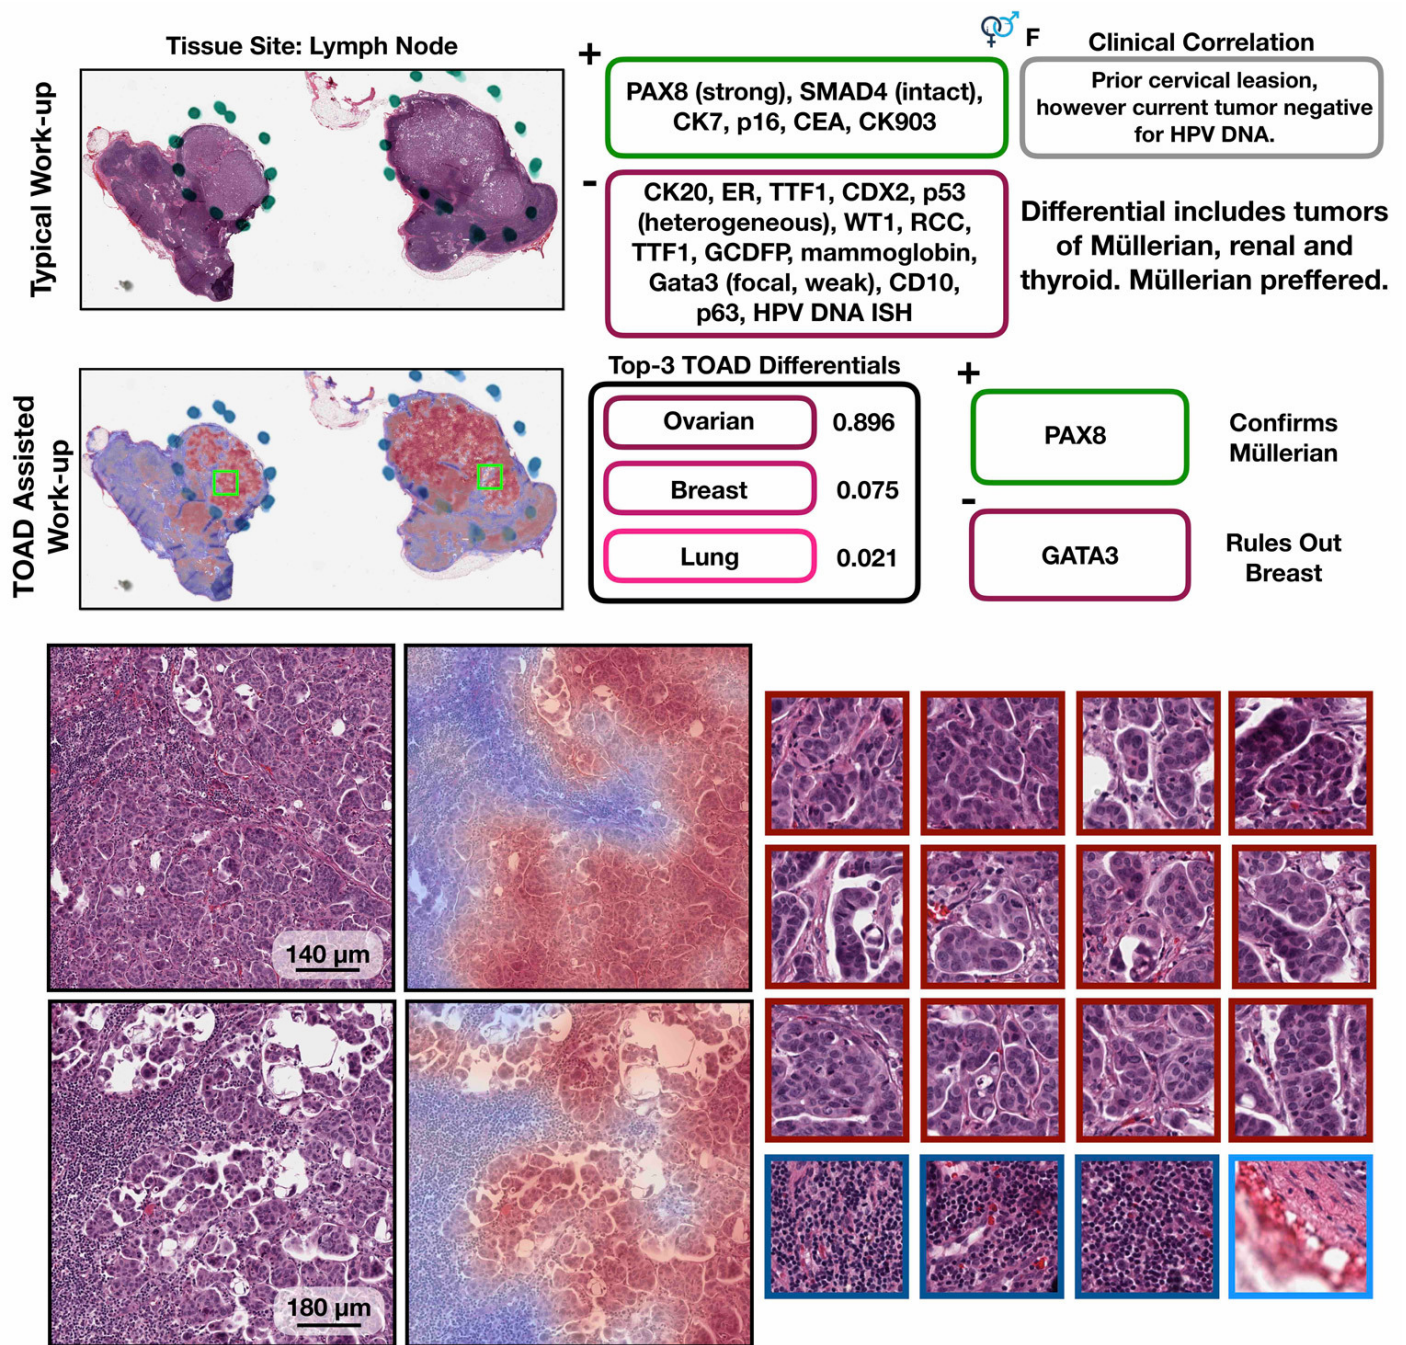 Tissue Site: Lymph Node
Typical Work-up
+
PAX8 (strong), SMAD4 (intact),
CK7, p16, CEA, CK903
F
Clinical Correlation
Prior cervical leasion,
however current tumor negative
for HPV DNA.
-
CK20, ER, TTF1, CDX2, p53
(heterogeneous), WT1, RCC,
TTF1, GCDFP, mammoglobin,
Gata3 (focal, weak), CD10,
p63, HPV DNA ISH
Differential includes tumors
of Müllerian, renal and
thyroid. Müllerian preffered.
TOAD Assisted
Work-up
Top-3 TOAD Differentials
Ovarian 0.896
Breast 0.075
Lung 0.021
+
PAX8
Confirms
Müllerian
-
GATA3
Rules Out
Breast
140 µm
180 µm